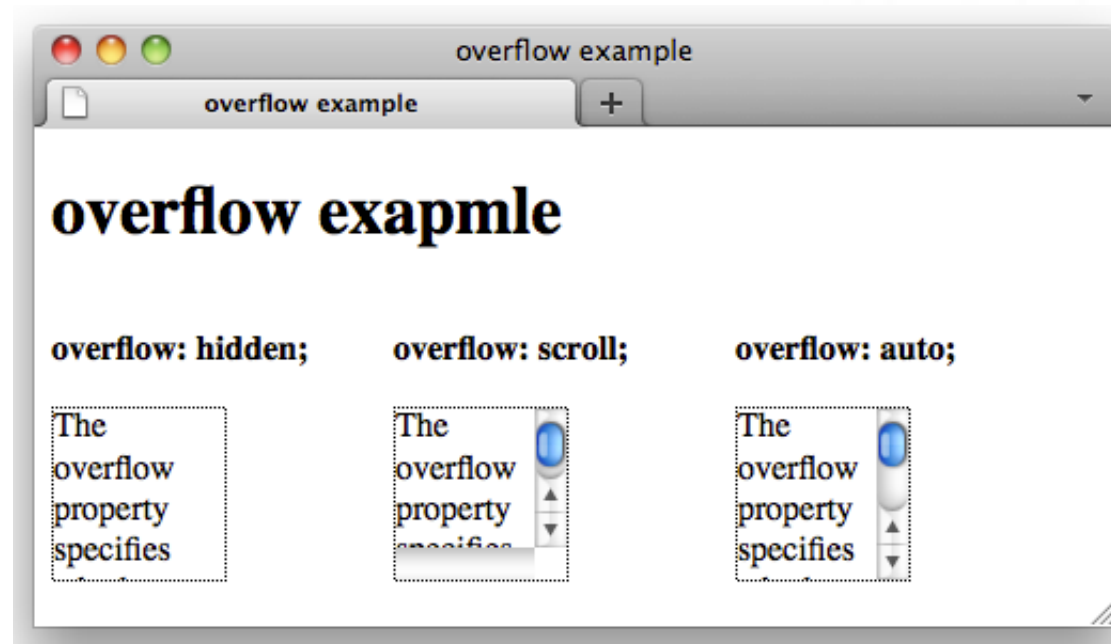 overflow example
overflow example
overflow exapmle
overflow: hidden;
The
overflow
property
specifies
overflow: scroll;
The
overflow
property
specifies
overflow: auto;
The
overflow
property
specifies